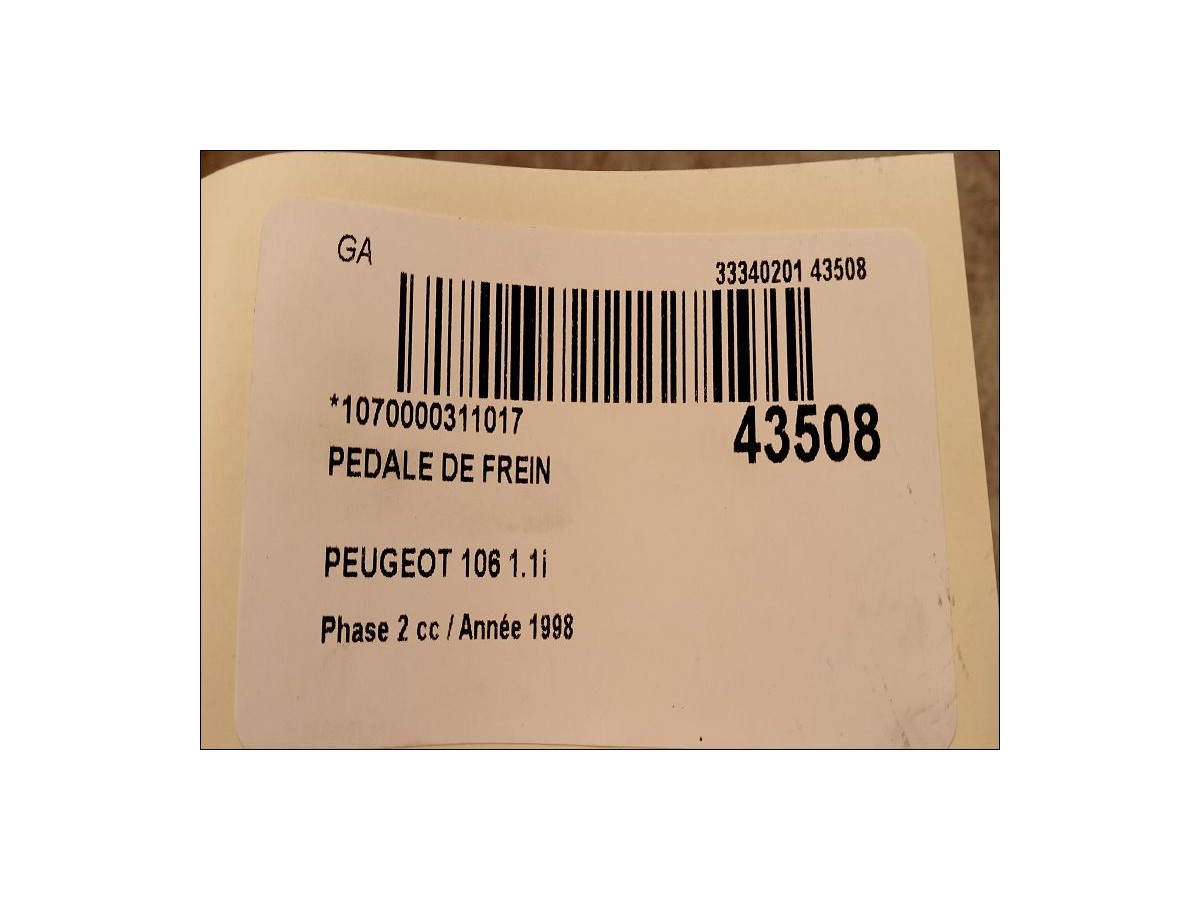 GA
33340201 43508
*1070000311017
43508
PEDALE DE FREIN
PEUGEOT 106 1.1i
Phase 2 cc / Année 1998